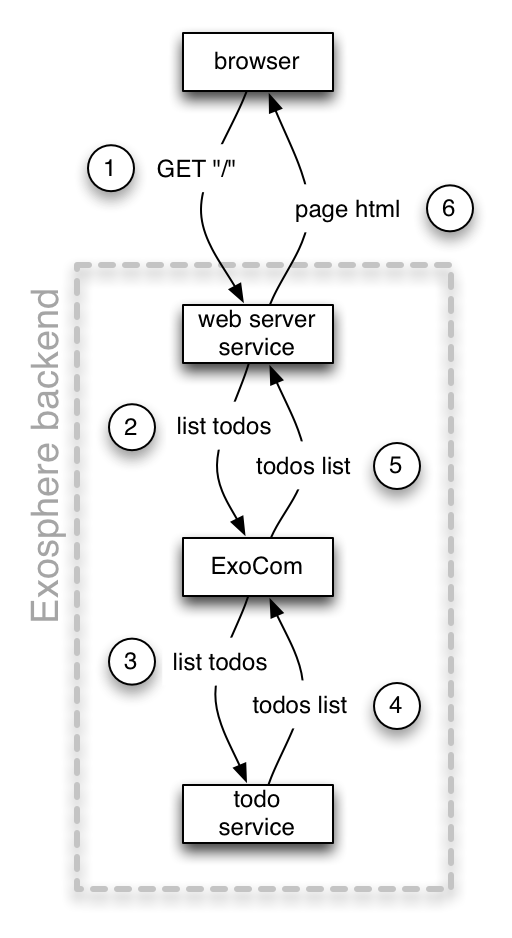 browser
1
GET "/"
page html
6
Exosphere backend
web server
service
2
list todos
todos list
5
ExoCom
3
list todos
todos list
4
todo
service